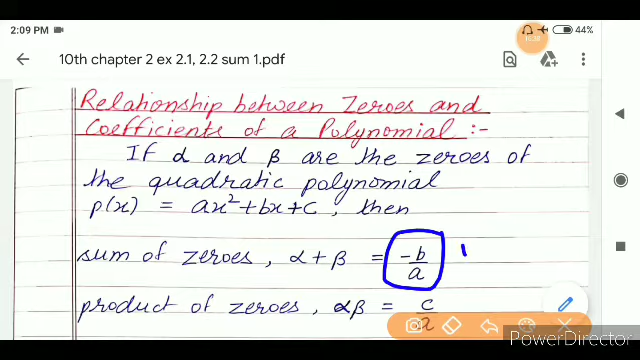 2:09 PM 44%
10th chapter 2 ex 2.1, 2.2 sum 1.pdf
Relationship between Zeroes and
Coefficients of a Polynomial :-
If α and β are the zeroes of
the quadratic polynomial
p(x) = ax²+bx+c, then
sum of zeroes, α + β = -b/a
product of zeroes, αβ = c/a
Made with
PowerDirector